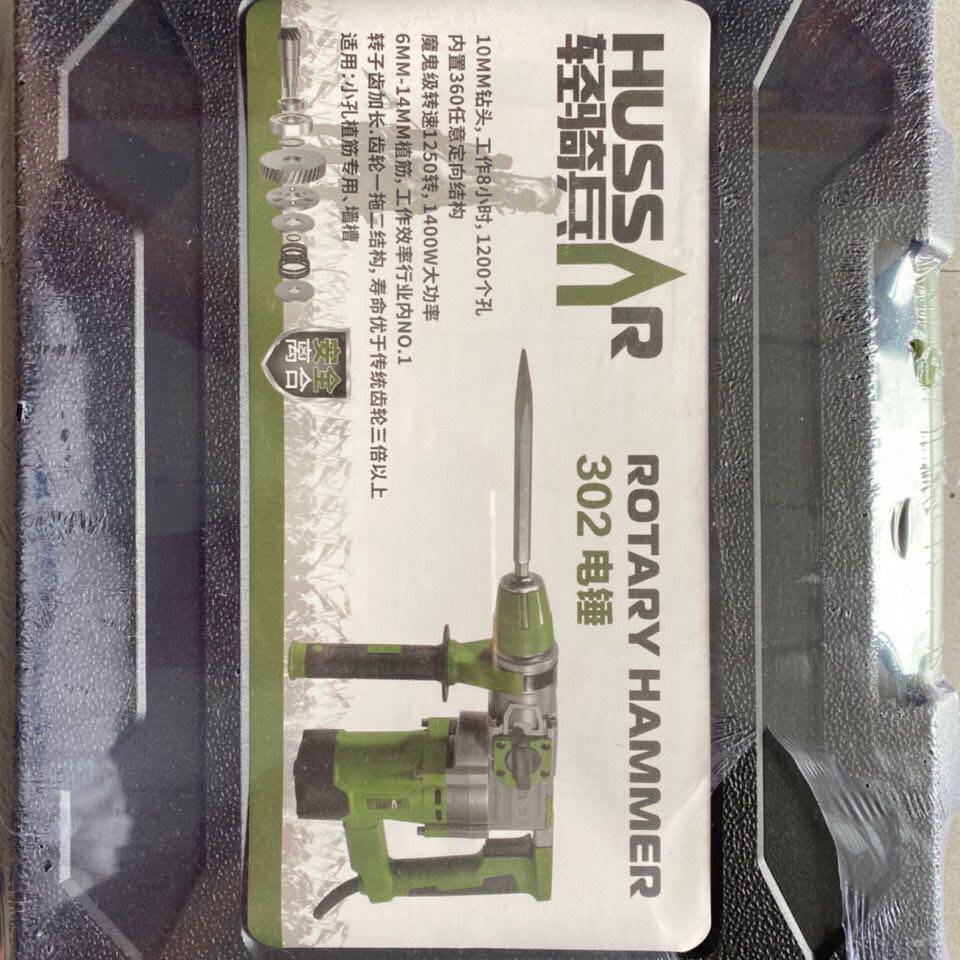 HUSSAR
轻骑兵
ROTARY HAMMER
302 电锤
10MM钻头,工作8小时,1200个孔
内置360任意定向结构
魔鬼级转速1250转,1400W大功率
6MM-14MM植筋,工作效率行业内NO.1
转子齿加长.齿轮一拖二结构,寿命优于传统齿轮三倍以上
适用:小孔植筋专用、墙槽
安全
离合